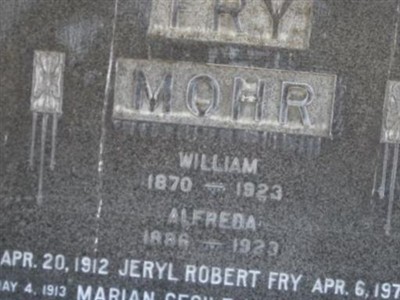 FRY
MOHR
WILLIAM
1870 — 1923
ALFREDA
1886 — 1923
APR. 20, 1912 JERYL ROBERT FRY APR. 6, 197
MAY 4, 1913 MARIAN